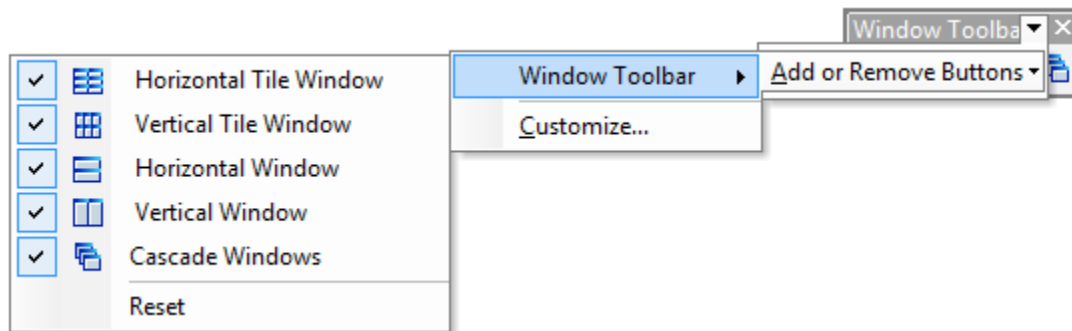 Window Toolba
Add or Remove Buttons
Window Toolbar
Customize...
Horizontal Tile Window
Vertical Tile Window
Horizontal Window
Vertical Window
Cascade Windows
Reset